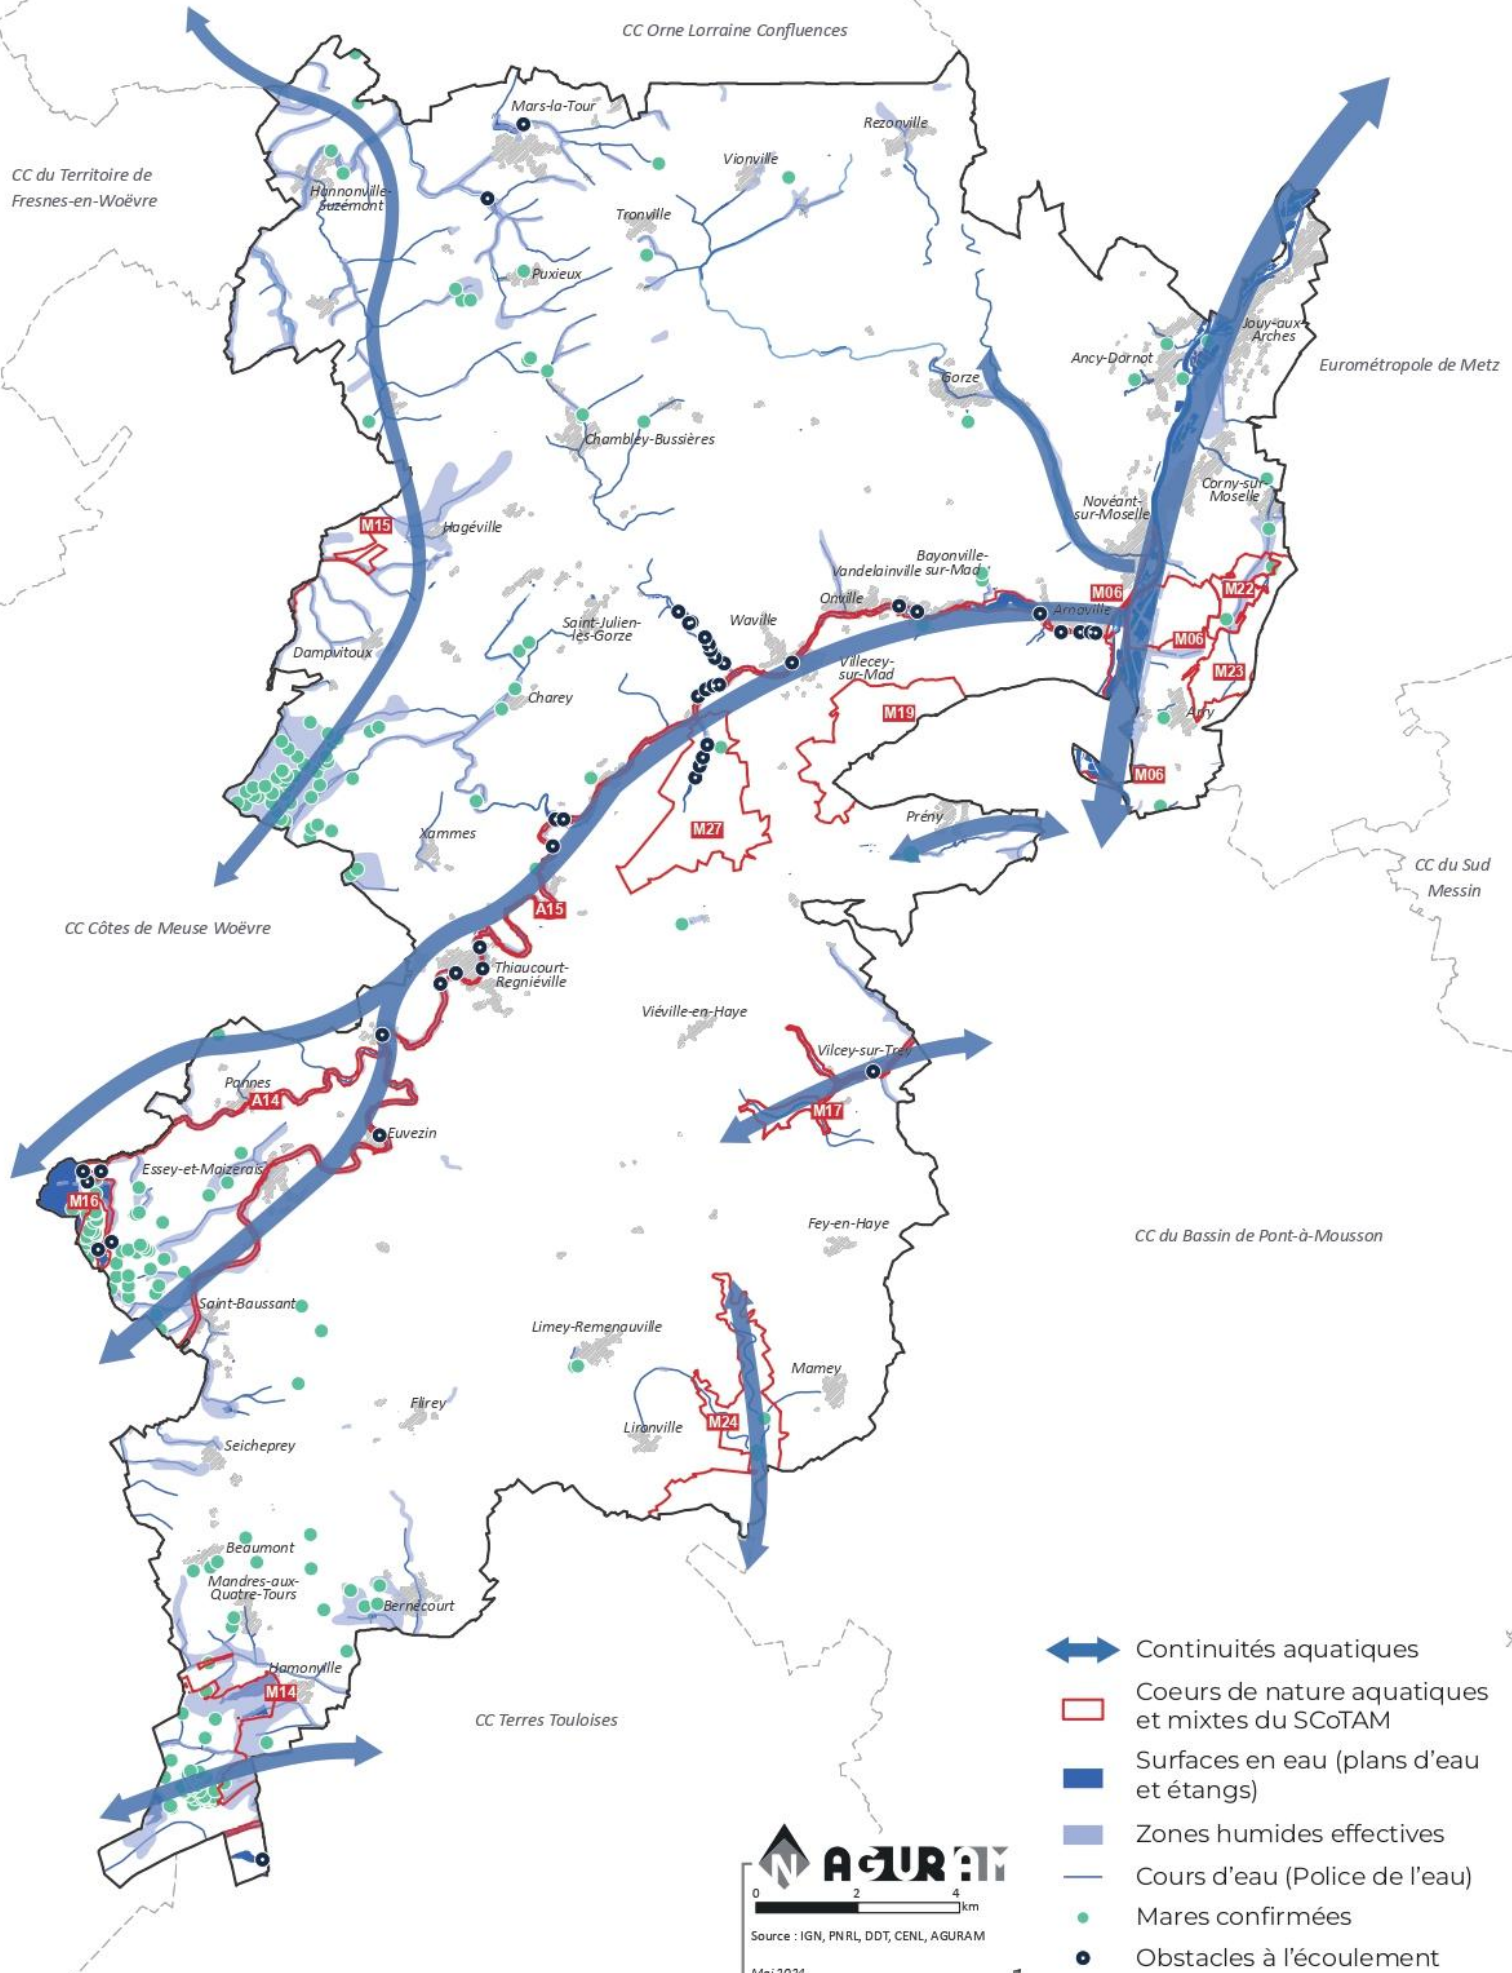 CC Orne Lorraine Confluences
Mars-la-Tour
Rezonville
Vionville
CC du Territoire de
Fresnes-en-Woëvre
Hannonville-
Suzémont
Tronville
Puxieux
Jouy-aux-
Arches
Ancy-Dornot
Eurométropole de Metz
Gorze
Chambley-Bussières
Corny-sur-
Moselle
Novéant-
sur-Moselle
M15
Hagéville
Bayonville-
sur-Mad
Vandelainville
Onville
M06
M22
Arnaville
Saint-Julien-
lès-Gorze
Waville
M06
Dampvitoux
Villecey-
sur-Mad
M23
Charey
M19
Arry
M06
Prény
Xammes
M27
CC du Sud
Messin
A15
CC Côtes de Meuse Woëvre
Thiaucourt-
Regniéville
Viéville-en-Haye
Vilcey-sur-Trey
Pannes
A14
M17
Euvezin
Essey-et-Maizerais
M16
Fey-en-Haye
CC du Bassin de Pont-à-Mousson
Saint-Baussant
Limey-Remenauville
Mamey
Flirey
M24
Lironville
Seicheprey
Beaumont
Mandres-aux-
Quatre-Tours
Bernécourt
Hamonville
M14
CC Terres Touloises
Continuités aquatiques
Coeurs de nature aquatiques
et mixtes du SCoTAM
Surfaces en eau (plans d'eau
et étangs)
Zones humides effectives
Cours d'eau (Police de l'eau)
Mares confirmées
Obstacles à l'écoulement
N AGURAM
0 2 4
km
Source : IGN, PNRL, DDT, CENL, AGURAM
Mai 2024